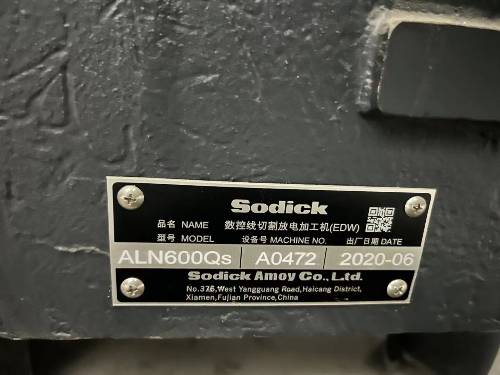 Sodick
品名 NAME 数控线切割放电加工机(EDW)
型号 MODEL 设备号 MACHINE NO. 出厂日期 DATE
ALN600Qs A0472 2020-06
Sodick Amoy Co., Ltd.
No.376,West Yangguang Road,Haicang District,
Xiamen,Fujian Province,China